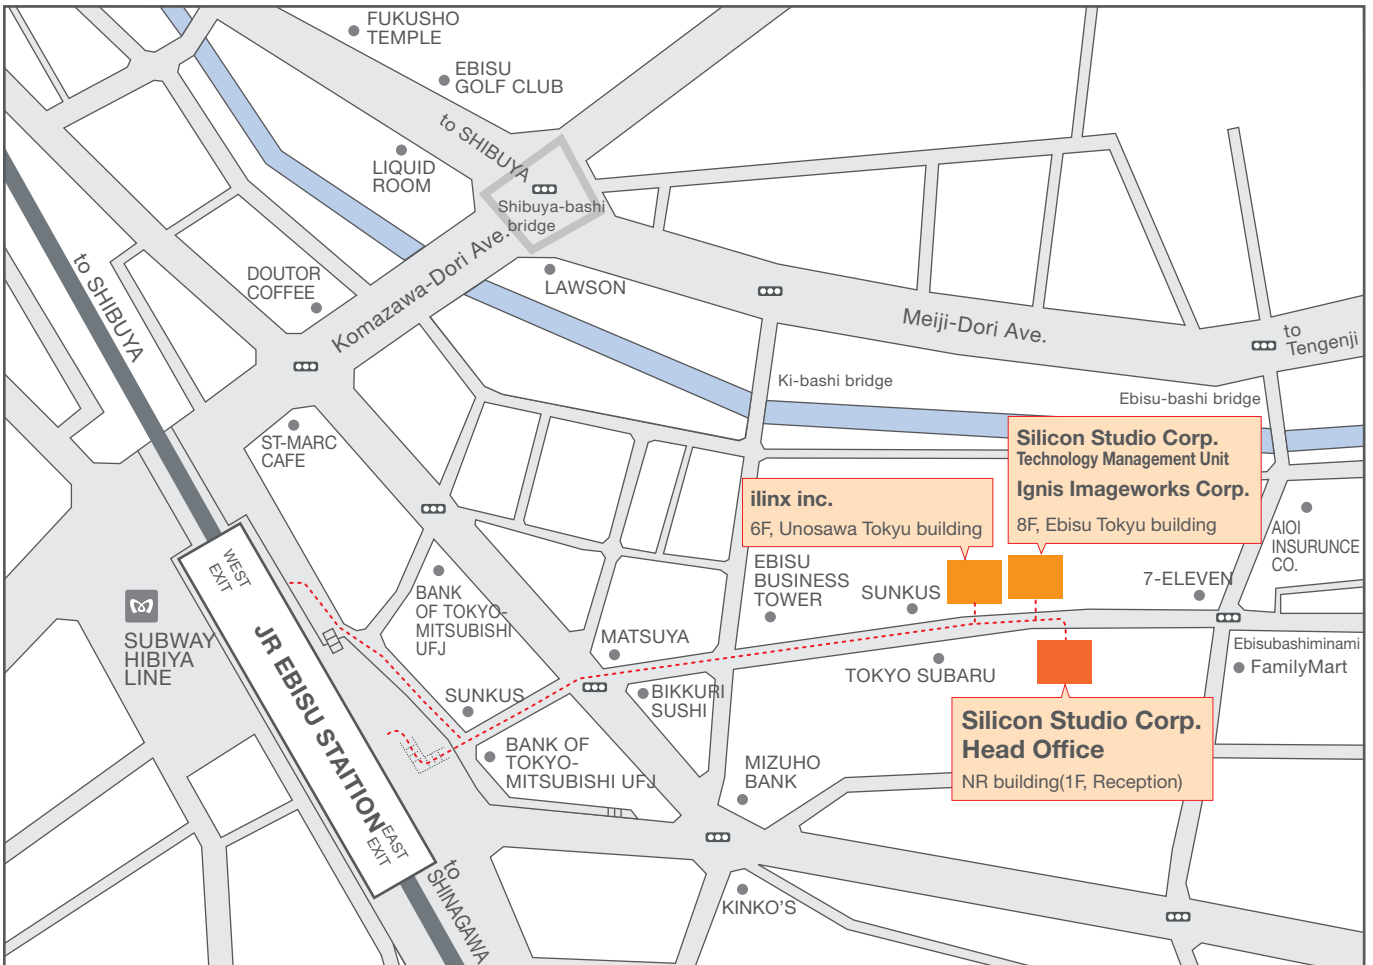 FUKUSHO
TEMPLE
EBISU
GOLF CLUB
to SHIBUYA
LIQUID
ROOM
Shibuya-bashi
bridge
DOUTOR
COFFEE
Komazawa-Dori Ave.
LAWSON
to SHIBUYA
Meiji-Dori Ave.
to
Tengenji
Ki-bashi bridge
Ebisu-bashi bridge
ST-MARC
CAFE
Silicon Studio Corp.
Technology Management Unit
Ignis Imageworks Corp.
8F, Ebisu Tokyu building
ilinx inc.
6F, Unosawa Tokyu building
AIOI
INSURUNCE
CO.
WEST
EXIT
BANK
OF TOKYO-
MITSUBISHI
UFJ
EBISU
BUSINESS
TOWER
SUNKUS
7-ELEVEN
SUBWAY
HIBIYA
LINE
JR EBISU STAITION
MATSUYA
Ebisubashiminami
FamilyMart
TOKYO SUBARU
SUNKUS
BIKKURI
SUSHI
Silicon Studio Corp.
Head Office
NR building(1F, Reception)
BANK OF
TOKYO-
MITSUBISHI UFJ
MIZUHO
BANK
EAST
EXIT
to
SHINAGAWA
KINKO'S